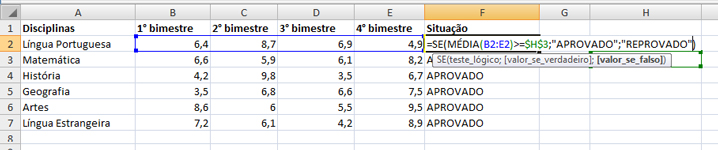 A B C D E F G H
1 Disciplinas 1º bimestre 2º bimestre 3º bimestre 4º bimestre Situação
2 Língua Portuguesa 6,4 8,7 6,9 4,9 =SE(MÉDIA(B2:E2)>=$H$3;"APROVADO";"REPROVADO")
3 Matemática 6,6 5,9 6,1 8,2 A SE(teste_lógico; [valor_se_verdadeiro]; [valor_se_falso])
4 História 4,2 9,8 3,5 6,7 APROVADO
5 Geografia 3,5 6,8 6,6 7,5 APROVADO
6 Artes 8,6 6 5,5 9,5 APROVADO
7 Língua Estrangeira 7,2 6,1 4,2 8,9 APROVADO
8